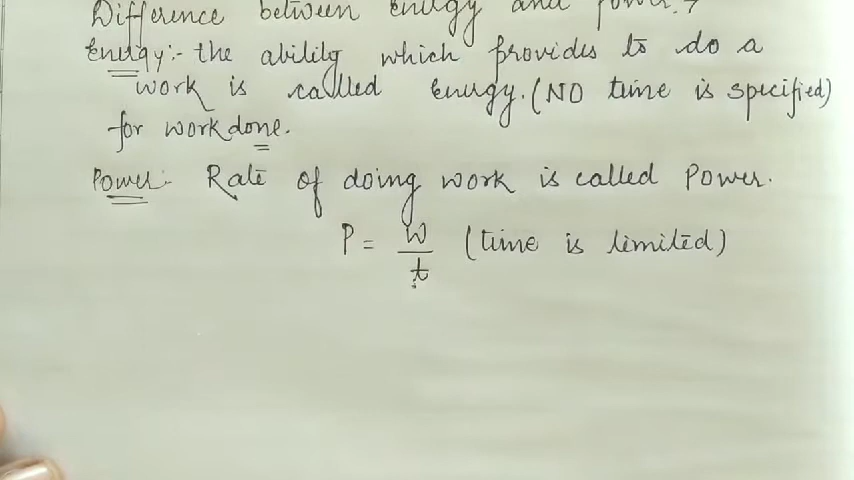 Difference between energy and power.?
Energy:- the ability which provides to do a
work is called energy. (NO time is specified)
for work done.
Power:- Rate of doing work is called Power.
P = W/t (time is limited)